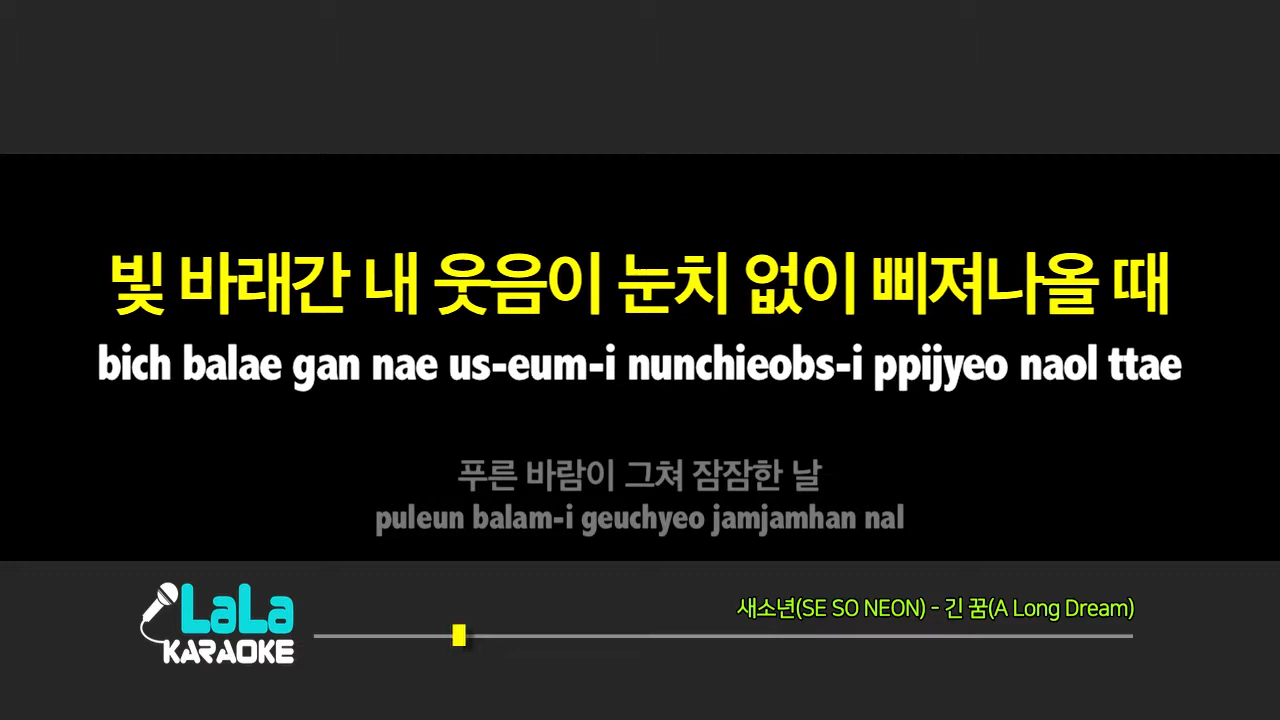 빛 바래간 내 웃음이 눈치 없이 삐져나올 때
bich balae gan nae us-eum-i nunchieobs-i ppijyeo naol ttae
푸른 바람이 그쳐 잠잠한 날
puleun balam-i geuchyeo jamjamhan nal
새소년(SE SO NEON) - 긴 꿈(A Long Dream)
LaLa
KARAOKE